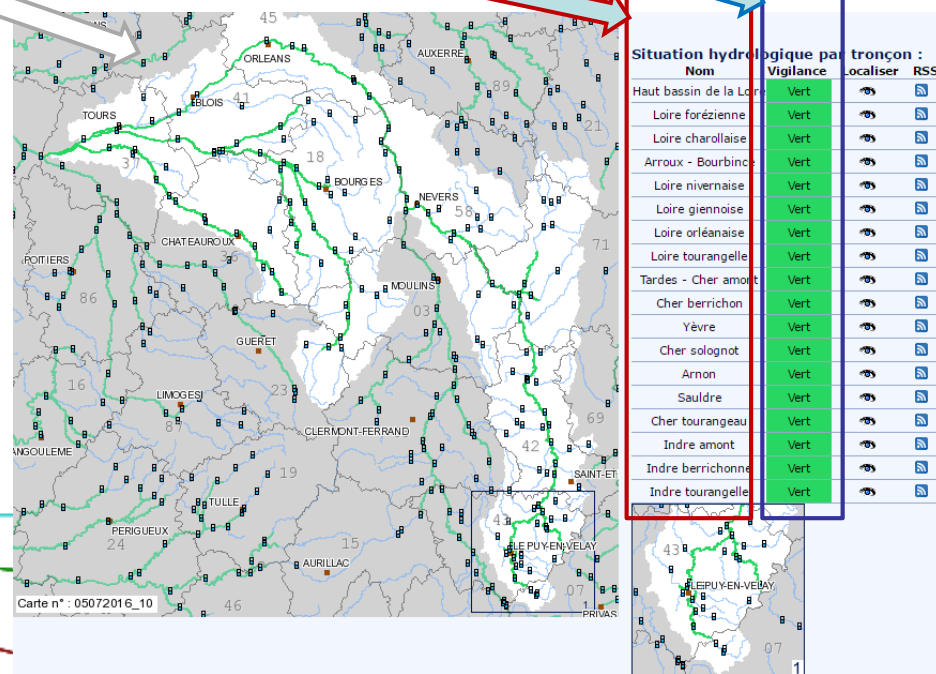 45
ORLEANS
AUXERRE
89
BLOIS
41
TOURS
21
37
18
BOURGES
NEVERS
58
CHATEAUROUX
36
71
POITIERS
86
MOULINS
03
GUERET
16
LIMOGES
23
87
69
CLERMONT-FERRAND
ANGOULEME
42
19
SAINT-ET
TULLE
43
PERIGUEUX
24
15
LE PUY-EN-VELAY
AURILLAC
07
46
1
PRIVAS
Carte n° : 05072016_10
Situation hydrologique par tronçon :
Nom Vigilance Localiser RSS
Haut bassin de la Loire Vert
Loire forézienne Vert
Loire charollaise Vert
Arroux - Bourbince Vert
Loire nivernaise Vert
Loire giennoise Vert
Loire orléanaise Vert
Loire tourangelle Vert
Tardes - Cher amont Vert
Cher berrichon Vert
Yèvre Vert
Cher solognot Vert
Arnon Vert
Sauldre Vert
Cher tourangeau Vert
Indre amont Vert
Indre berrichonne Vert
Indre tourangelle Vert
43
LE PUY-EN-VELAY
07
1